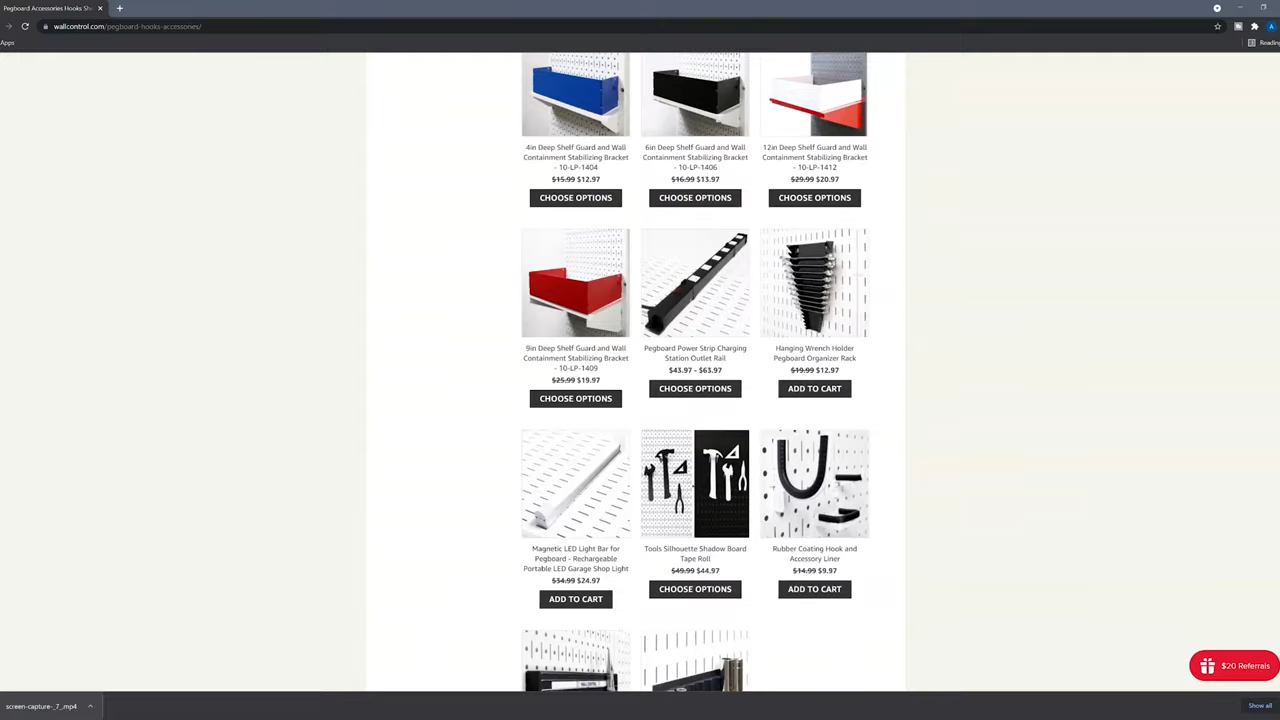 Pegboard Accessories Hooks Sh
wallcontrol.com/pegboard-hooks-accessories/
Apps
Reading
4in Deep Shelf Guard and Wall
Containment Stabilizing Bracket
- 10-LP-1404
$15.99 $12.97
CHOOSE OPTIONS
6in Deep Shelf Guard and Wall
Containment Stabilizing Bracket
- 10-LP-1406
$16.99 $13.97
CHOOSE OPTIONS
12in Deep Shelf Guard and Wall
Containment Stabilizing Bracket
- 10-LP-1412
$29.99 $20.97
CHOOSE OPTIONS
9in Deep Shelf Guard and Wall
Containment Stabilizing Bracket
- 10-LP-1409
$25.99 $19.97
CHOOSE OPTIONS
Pegboard Power Strip Charging
Station Outlet Rail
$43.97 - $63.97
CHOOSE OPTIONS
Hanging Wrench Holder
Pegboard Organizer Rack
$19.99 $12.97
ADD TO CART
Magnetic LED Light Bar for
Pegboard - Rechargeable
Portable LED Garage Shop Light
$34.99 $24.97
ADD TO CART
Tools Silhouette Shadow Board
Tape Roll
$49.99 $44.97
CHOOSE OPTIONS
Rubber Coating Hook and
Accessory Liner
$14.99 $9.97
ADD TO CART
$20 Referrals
screen-capture-_7_.mp4
Show all